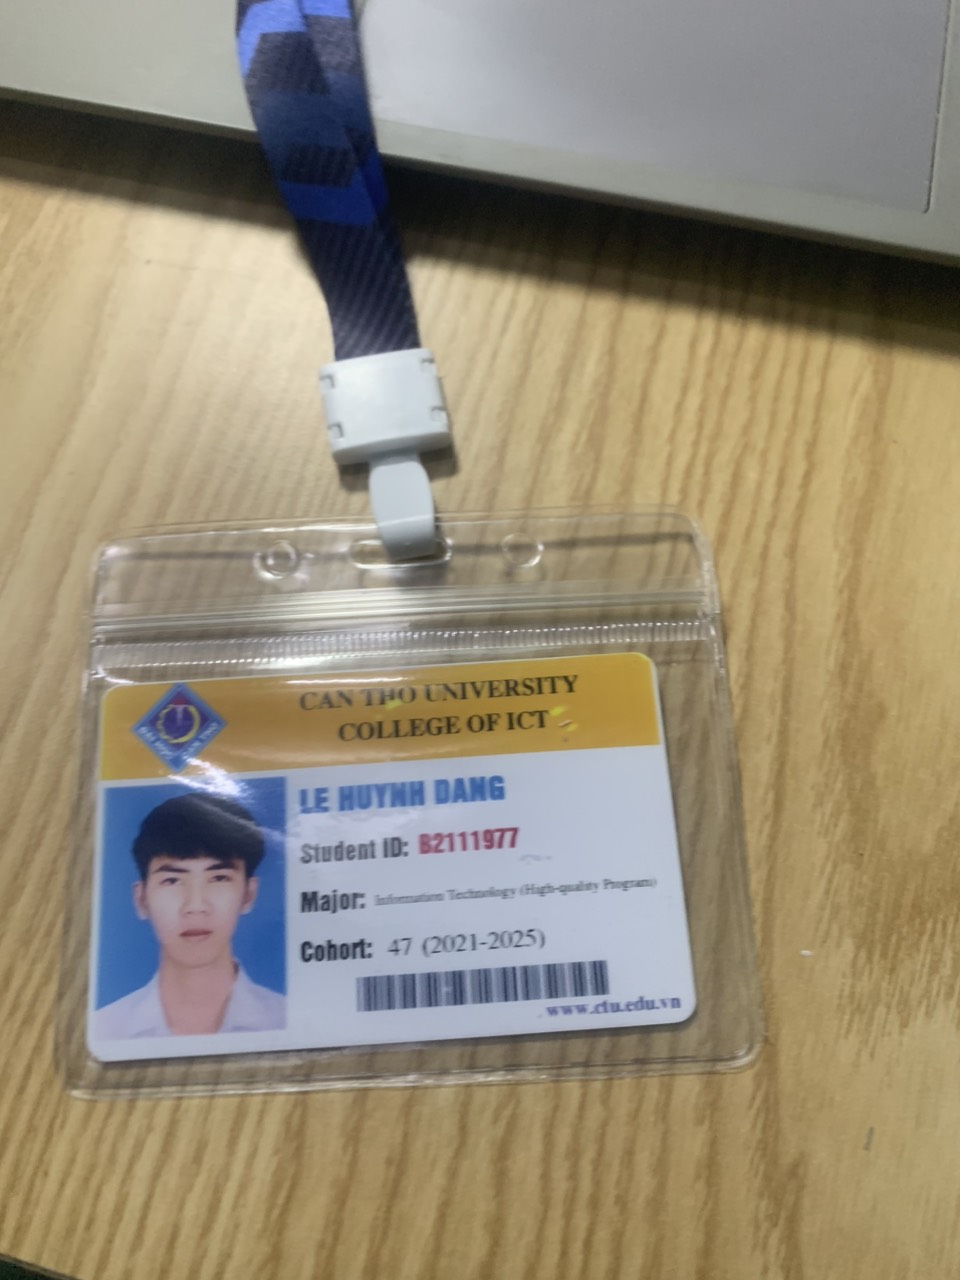 CAN THO UNIVERSITY
COLLEGE OF ICT
LE HUYNH DANG
Student ID: B2111977
Major: Information Technology (High-quality Program)
Cohort: 47 (2021-2025)
www.ctu.edu.vn